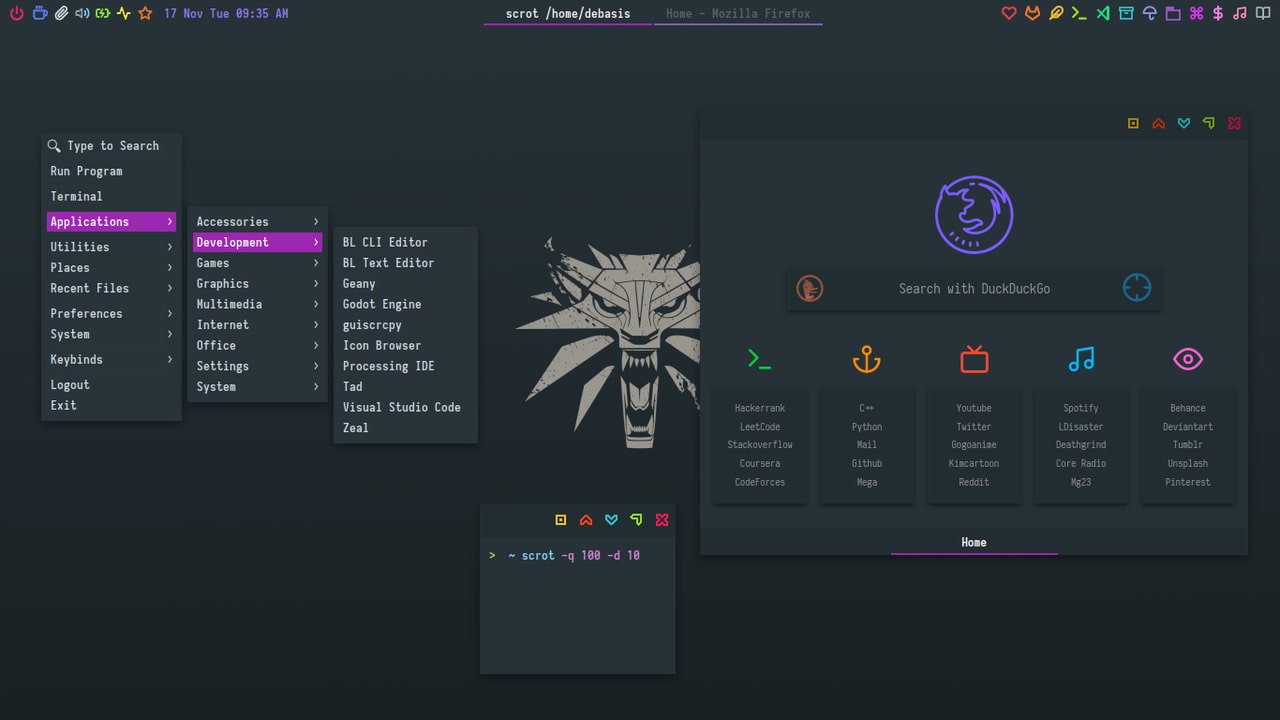 17 Nov Tue 09:35 AM
scrot /home/debasis
Home - Mozilla Firefox
Type to Search
Run Program
Terminal
Applications
Utilities
Places
Recent Files
Preferences
System
Keybinds
Logout
Exit
Accessories
Development
Games
Graphics
Multimedia
Internet
Office
Settings
System
BL CLI Editor
BL Text Editor
Geany
Godot Engine
guiscrcpy
Icon Browser
Processing IDE
Tad
Visual Studio Code
Zeal
> ~ scrot -q 100 -d 10
Search with DuckDuckGo
Hackerrank
LeetCode
Stackoverflow
Coursera
CodeForces
C++
Python
Mail
Github
Mega
Youtube
Twitter
Gogoanime
Kimcartoon
Reddit
Spotify
LDisaster
Deathgrind
Core Radio
Mg23
Behance
Deviantart
Tumblr
Unsplash
Pinterest
Home